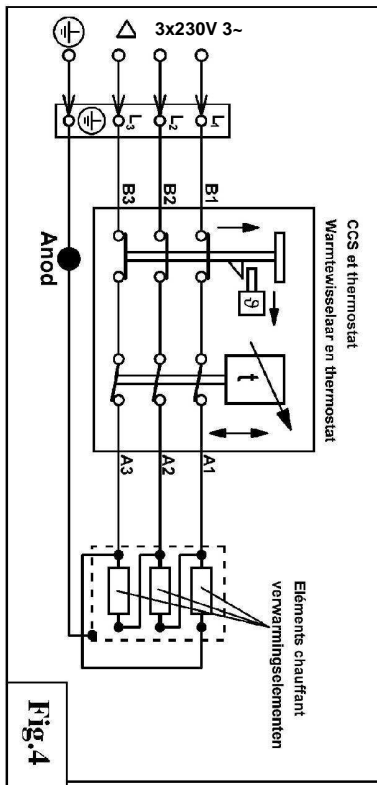 3x230V 3~
L₁
L₂
L₃
B1
B2
B3
Anod
CCS et thermostat
Warmtewisselaar en thermostat
ϑ
t
A1
A2
A3
Eléments chauffant
verwarmingselementen
Fig.4